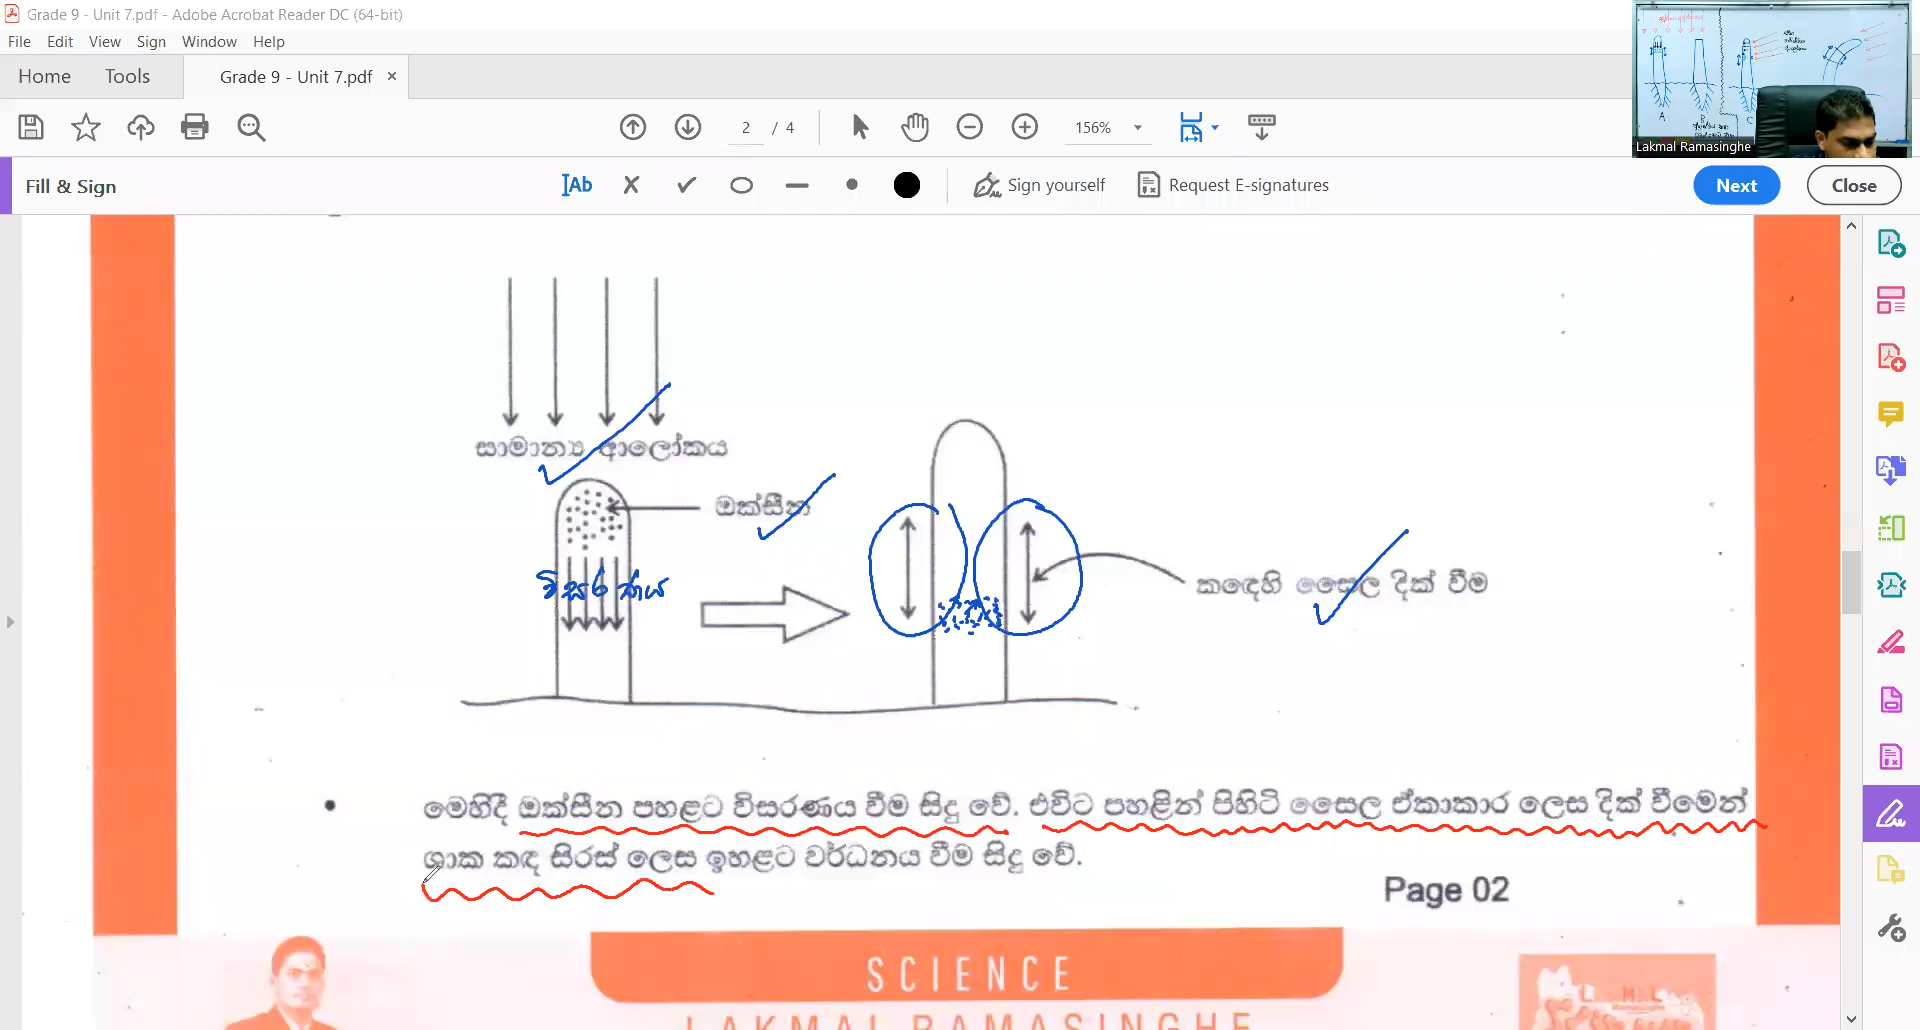 Grade 9 - Unit 7.pdf - Adobe Acrobat Reader DC (64-bit)
File Edit View Sign Window Help
Home Tools Grade 9 - Unit 7.pdf ×
2 / 4 156%
Fill & Sign
Ab Sign yourself Request E-signatures Next Close
Lakmal Ramasinghe
A B C
සාමාන්‍ය ආලෝකය
ඔක්සීන
විසරණය
කඳෙහි සෛල දික් වීම
• මෙහිදී ඔක්සීන පහළට විසරණය වීම සිදු වේ. එවිට පහළින් පිහිටි සෛල ඒකාකාර ලෙස දික් වීමෙන්
ශාක කඳ සිරස් ලෙස ඉහළට වර්ධනය වීම සිදු වේ.
Page 02
SCIENCE
LAKMAL RAMASINGHE